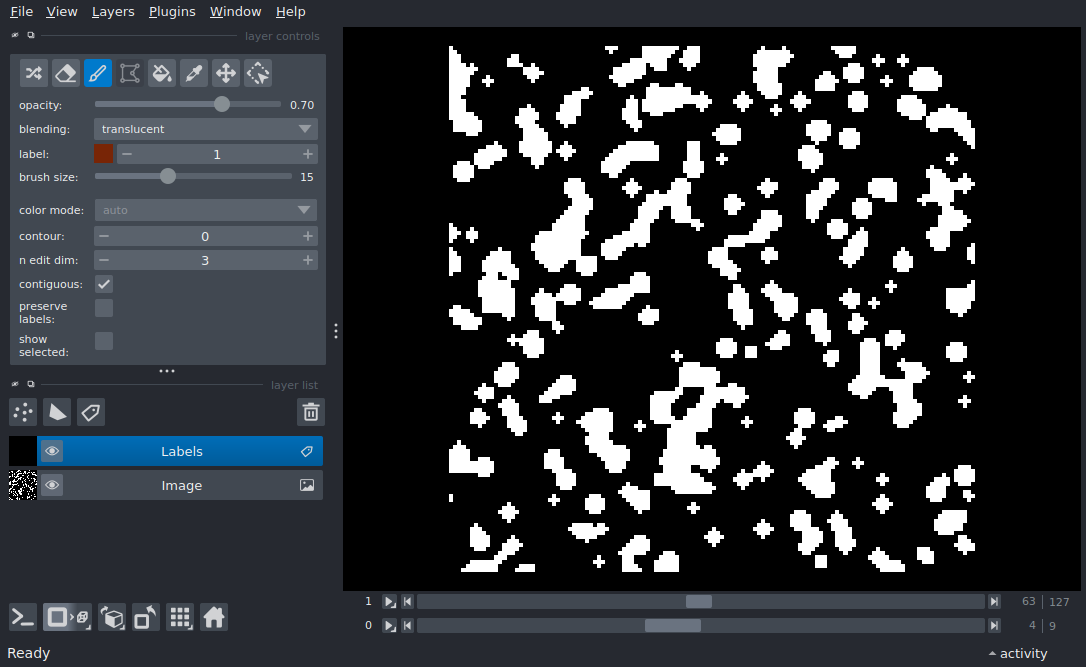 File View Layers Plugins Window Help
layer controls
opacity: 0.70
blending: translucent
label: 1
brush size: 15
color mode: auto
contour: 0
n edit dim: 3
contiguous:
preserve
labels:
show
selected:
layer list
Labels
Image
1 63 127
0 4 9
Ready activity